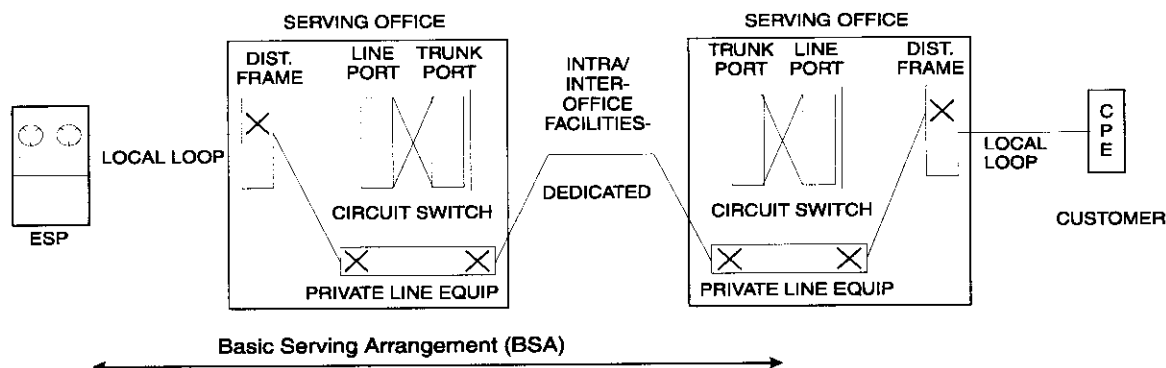 SERVING OFFICE
DIST.
FRAME
LINE
PORT
TRUNK
PORT
LOCAL LOOP
ESP
CIRCUIT SWITCH
PRIVATE LINE EQUIP
INTRA/
INTER-
OFFICE
FACILITIES-
DEDICATED
SERVING OFFICE
TRUNK
PORT
LINE
PORT
DIST.
FRAME
CIRCUIT SWITCH
PRIVATE LINE EQUIP
LOCAL
LOOP
C
P
E
CUSTOMER
Basic Serving Arrangement (BSA)